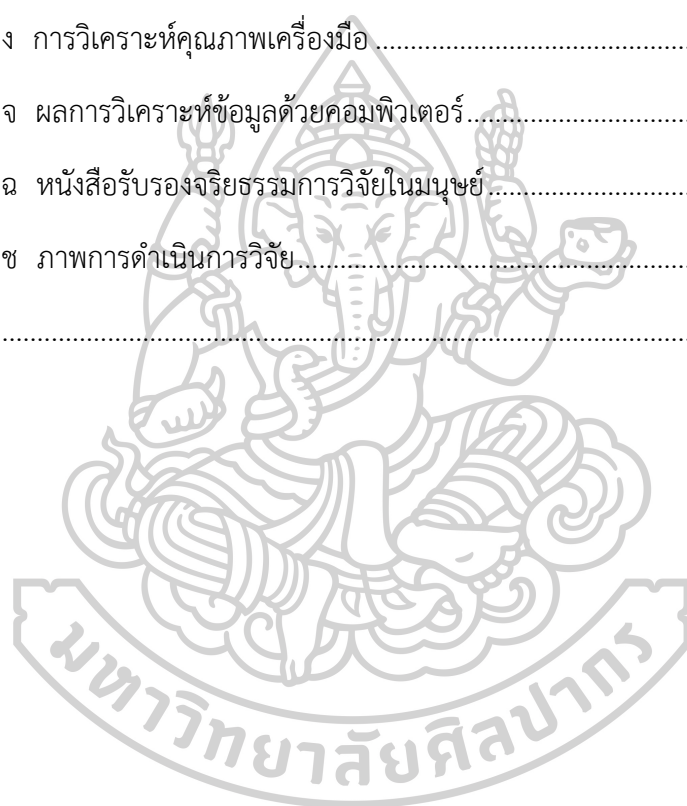 ง การวิเคราะห์คุณภาพเครื่องมือ........................................
จ ผลการวิเคราะห์ข้อมูลด้วยคอมพิวเตอร์................................
ฉ หนังสือรับรองจริยธรรมการวิจัยในมนุษย์.............................
ช ภาพการดำเนินการวิจัย.....................................................
....................................................................................................
มหาวิทยาลัยศิลปากร